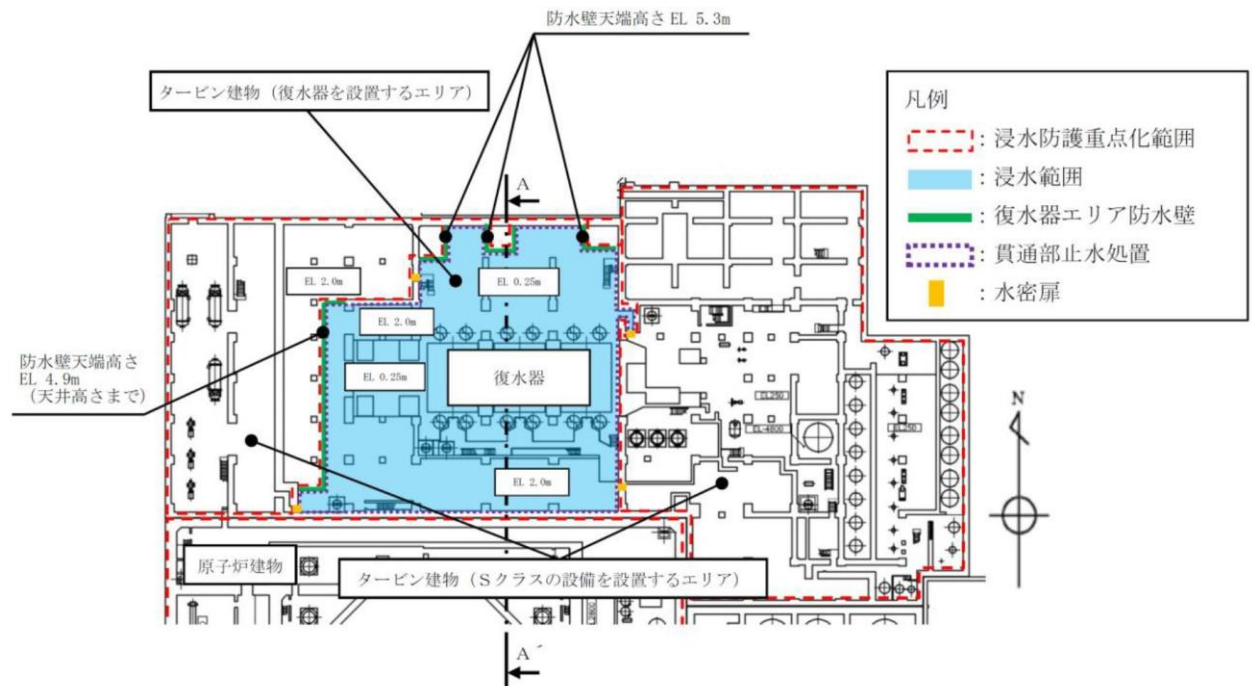 防水壁天端高さ EL 5.3m
タービン建物（復水器を設置するエリア）
凡例
：浸水防護重点化範囲
：浸水範囲
：復水器エリア防水壁
：貫通部止水処置
：水密扉
A
EL 2.0m
EL 0.25m
EL 2.0m
防水壁天端高さ
EL 4.9m
（天井高さまで）
EL 0.25m
復水器
N
EL250
EL-4800
EL250
EL 2.0m
原子炉建物
タービン建物（Sクラスの設備を設置するエリア）
A´